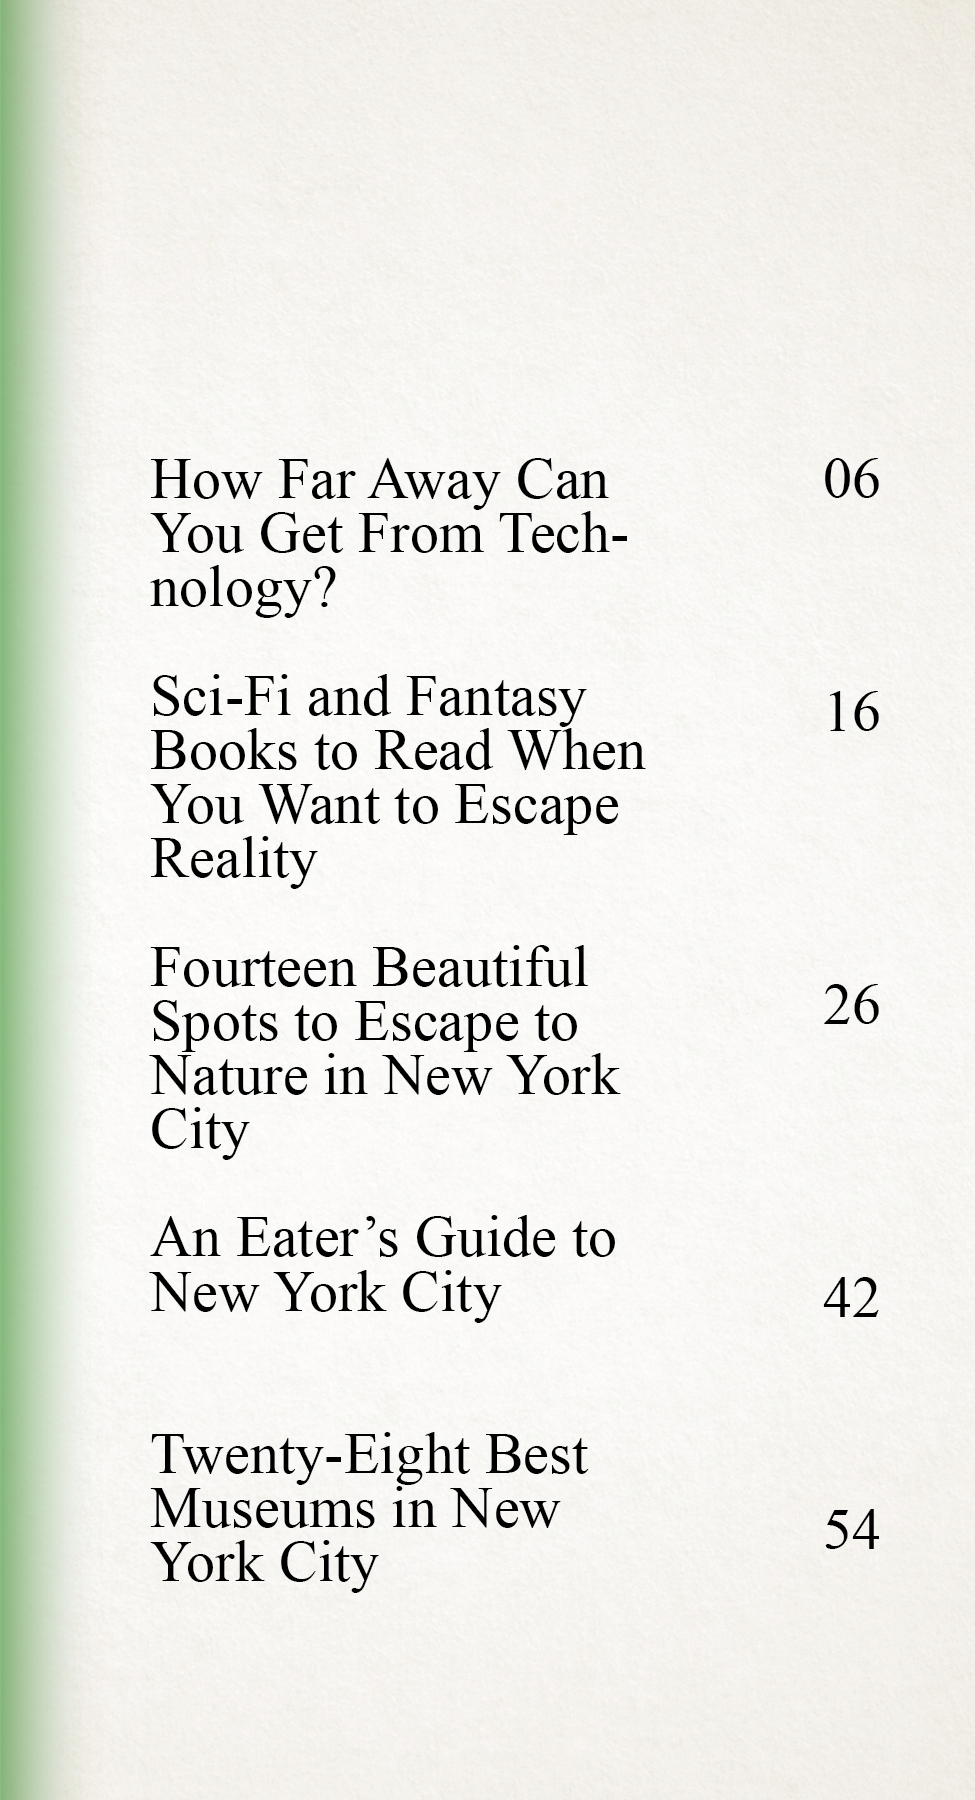 How Far Away Can 06
You Get From Tech-
nology?
Sci-Fi and Fantasy 16
Books to Read When
You Want to Escape
Reality
Fourteen Beautiful
Spots to Escape to 26
Nature in New York
City
An Eater’s Guide to
New York City 42
Twenty-Eight Best
Museums in New 54
York City